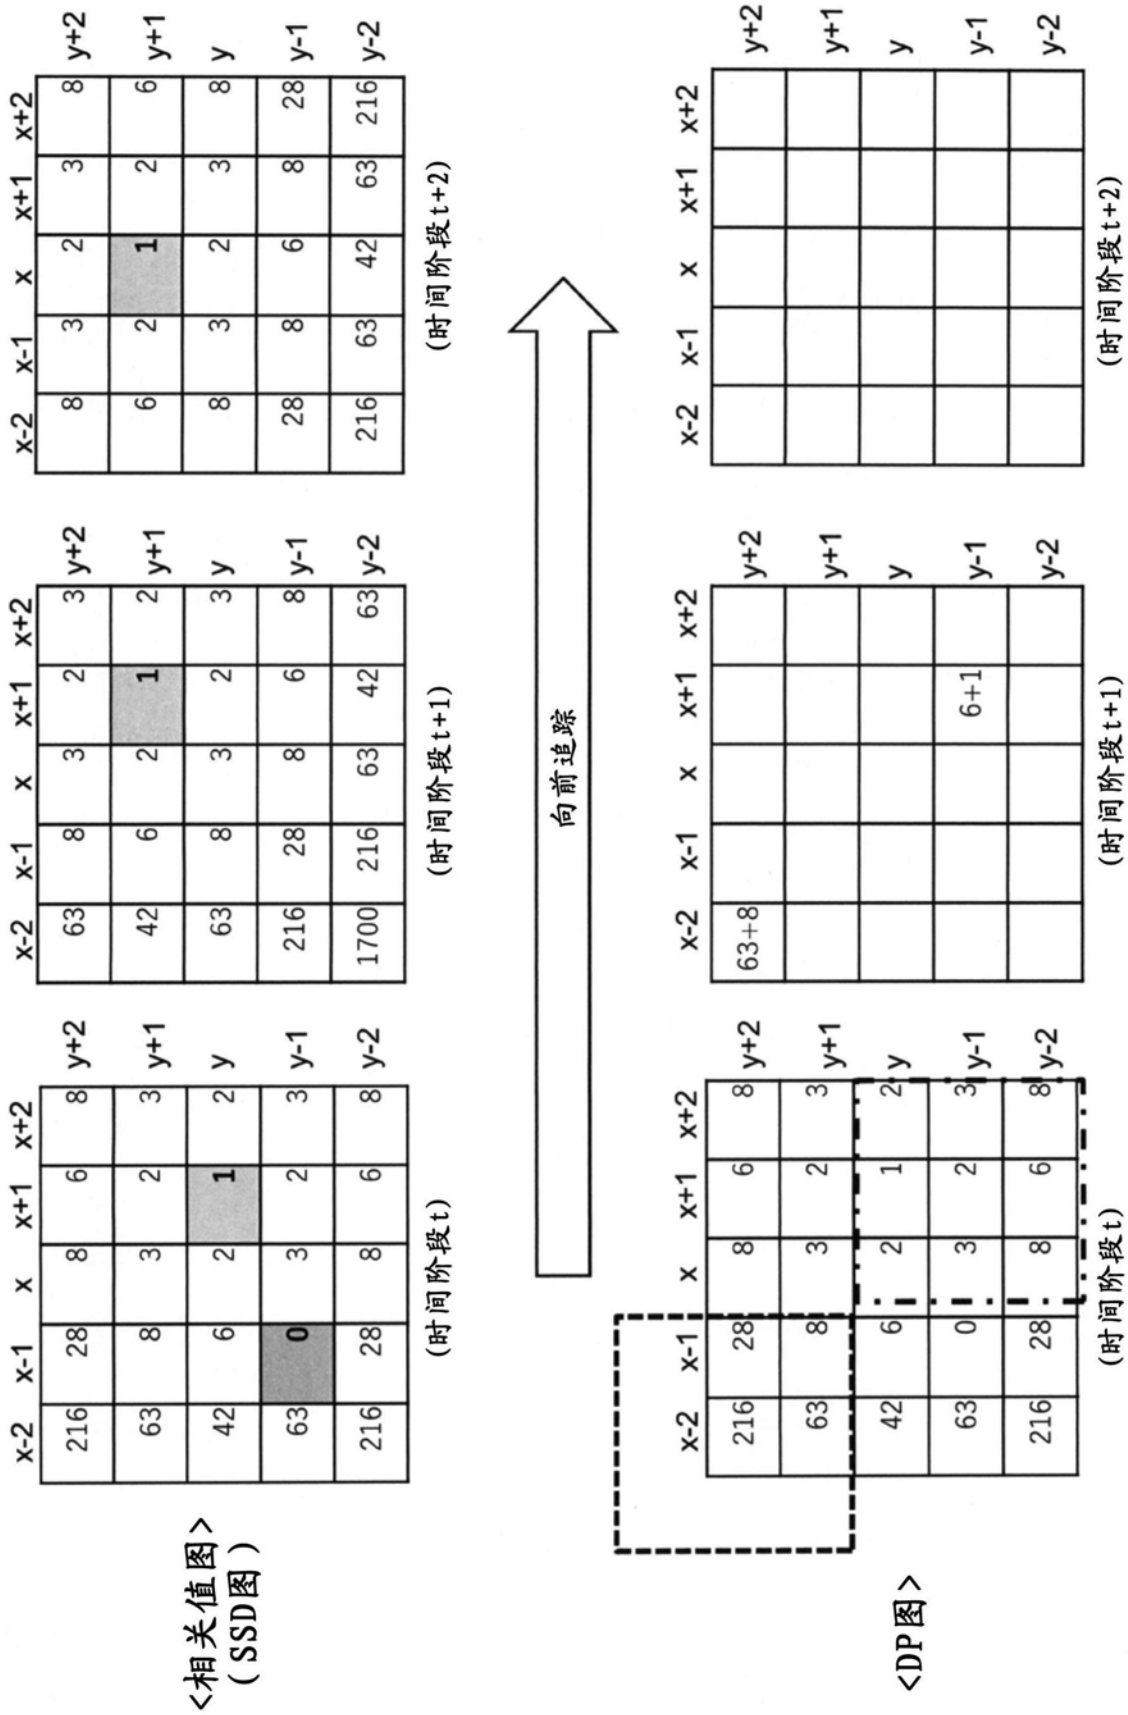 <相关值图>
(SSD图)
x-2 x-1 x x+1 x+2
216 28 8 6 8 y+2
63 8 3 2 3 y+1
42 6 2 1 2 y
63 0 3 2 3 y-1
216 28 8 6 8 y-2
(时间阶段t)
x-2 x-1 x x+1 x+2
63 8 3 2 3 y+2
42 6 2 1 2 y+1
63 8 3 2 3 y
216 28 8 6 8 y-1
1700 216 63 42 63 y-2
(时间阶段t+1)
x-2 x-1 x x+1 x+2
8 3 2 3 8 y+2
6 2 1 2 6 y+1
8 3 2 3 8 y
28 8 6 8 28 y-1
216 63 42 63 216 y-2
(时间阶段t+2)
向前追踪
<DP图>
x-2 x-1 x x+1 x+2
216 28 8 6 8 y+2
63 8 3 2 3 y+1
42 6 2 1 2 y
63 0 3 2 3 y-1
216 28 8 6 8 y-2
(时间阶段t)
x-2 x-1 x x+1 x+2
63+8 y+2
y+1
y
6+1 y-1
y-2
(时间阶段t+1)
x-2 x-1 x x+1 x+2
y+2
y+1
y
y-1
y-2
(时间阶段t+2)